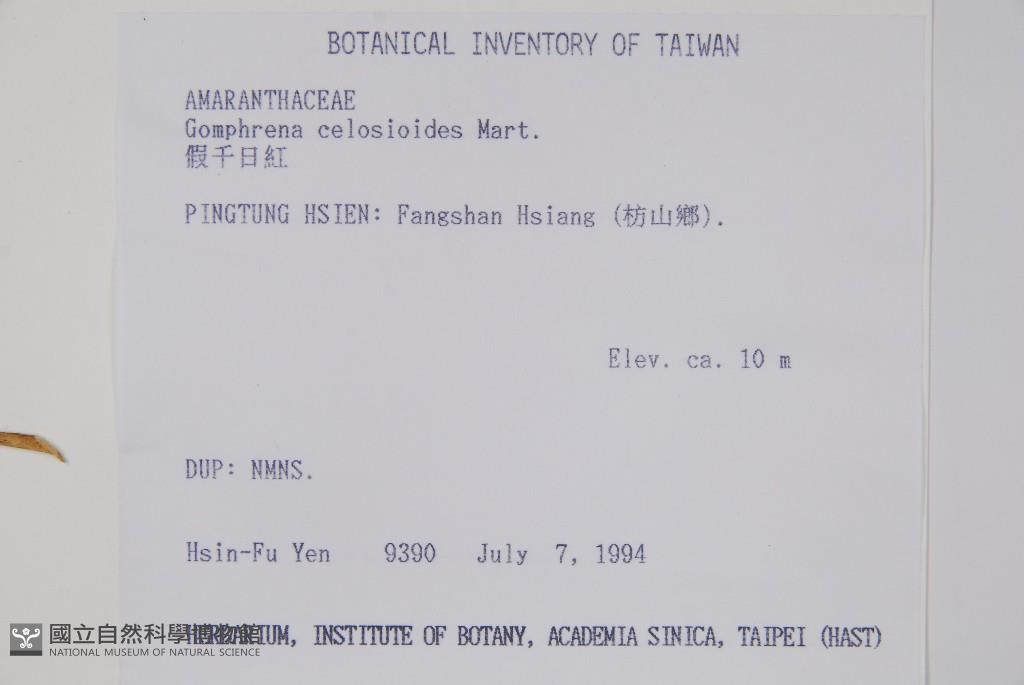 BOTANICAL INVENTORY OF TAIWAN
AMARANTHACEAE
Gomphrena celosioides Mart.
假千日紅
PINGTUNG HSIEN: Fangshan Hsiang (枋山鄉).
Elev. ca. 10 m
DUP: NMNS.
Hsin-Fu Yen 9390 July 7, 1994
HERBARIUM, INSTITUTE OF BOTANY, ACADEMIA SINICA, TAIPEI (HAST)
國立自然科學博物館
NATIONAL MUSEUM OF NATURAL SCIENCE